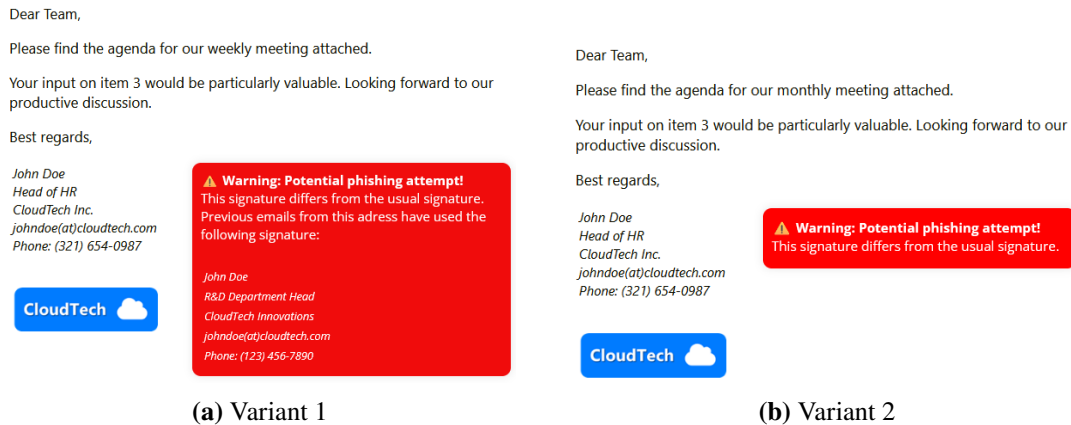 Dear Team,
Please find the agenda for our weekly meeting attached.
Your input on item 3 would be particularly valuable. Looking forward to our
productive discussion.
Best regards,
John Doe
Head of HR
CloudTech Inc.
johndoe(at)cloudtech.com
Phone: (321) 654-0987
CloudTech
Warning: Potential phishing attempt!
This signature differs from the usual signature.
Previous emails from this adress have used the
following signature:
John Doe
R&D Department Head
CloudTech Innovations
johndoe(at)cloudtech.com
Phone: (123) 456-7890
(a) Variant 1
Dear Team,
Please find the agenda for our monthly meeting attached.
Your input on item 3 would be particularly valuable. Looking forward to our
productive discussion.
Best regards,
John Doe
Head of HR
CloudTech Inc.
johndoe(at)cloudtech.com
Phone: (321) 654-0987
CloudTech
Warning: Potential phishing attempt!
This signature differs from the usual signature.
(b) Variant 2